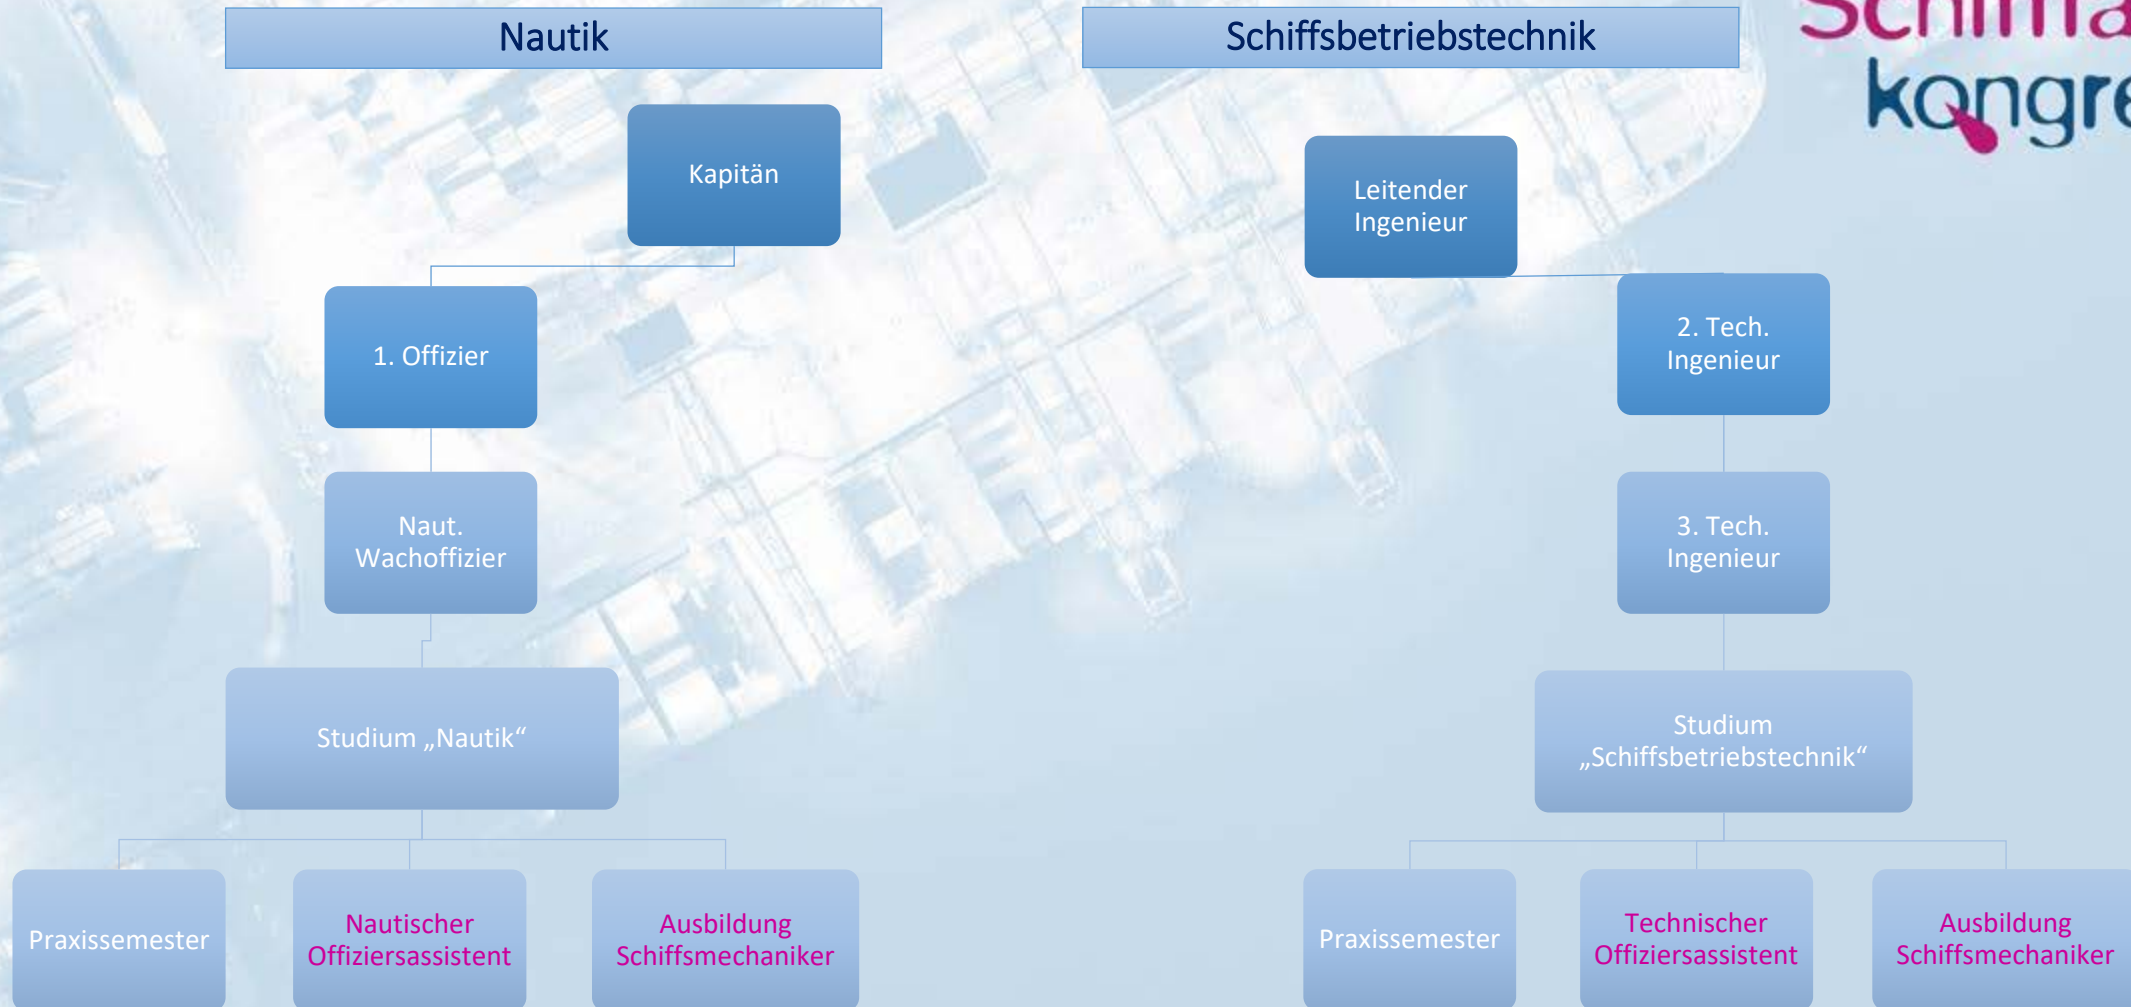 Nautik
Schiffsbetriebstechnik
Kapitän
Leitender
Ingenieur
1. Offizier
2. Tech.
Ingenieur
Naut.
Wachoffizier
3. Tech.
Ingenieur
Studium „Nautik“
Studium
„Schiffsbetriebstechnik“
Praxissemester
Nautischer
Offiziersassistent
Ausbildung
Schiffsmechaniker
Praxissemester
Technischer
Offiziersassistent
Ausbildung
Schiffsmechaniker